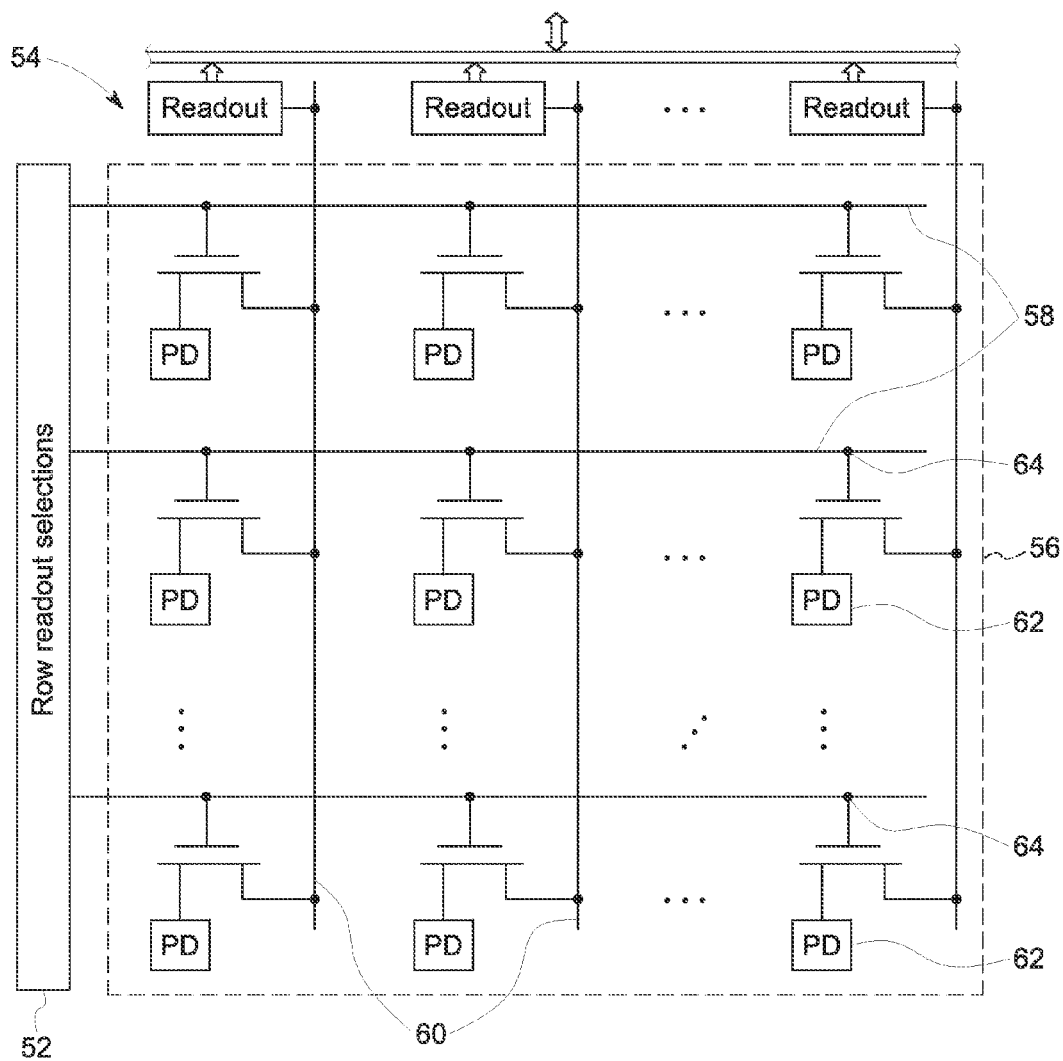 54
Readout Readout ... Readout
58
PD PD ... PD
64
56
PD PD ... PD
62
Row readout selections
64
PD PD ... PD
62
52
60